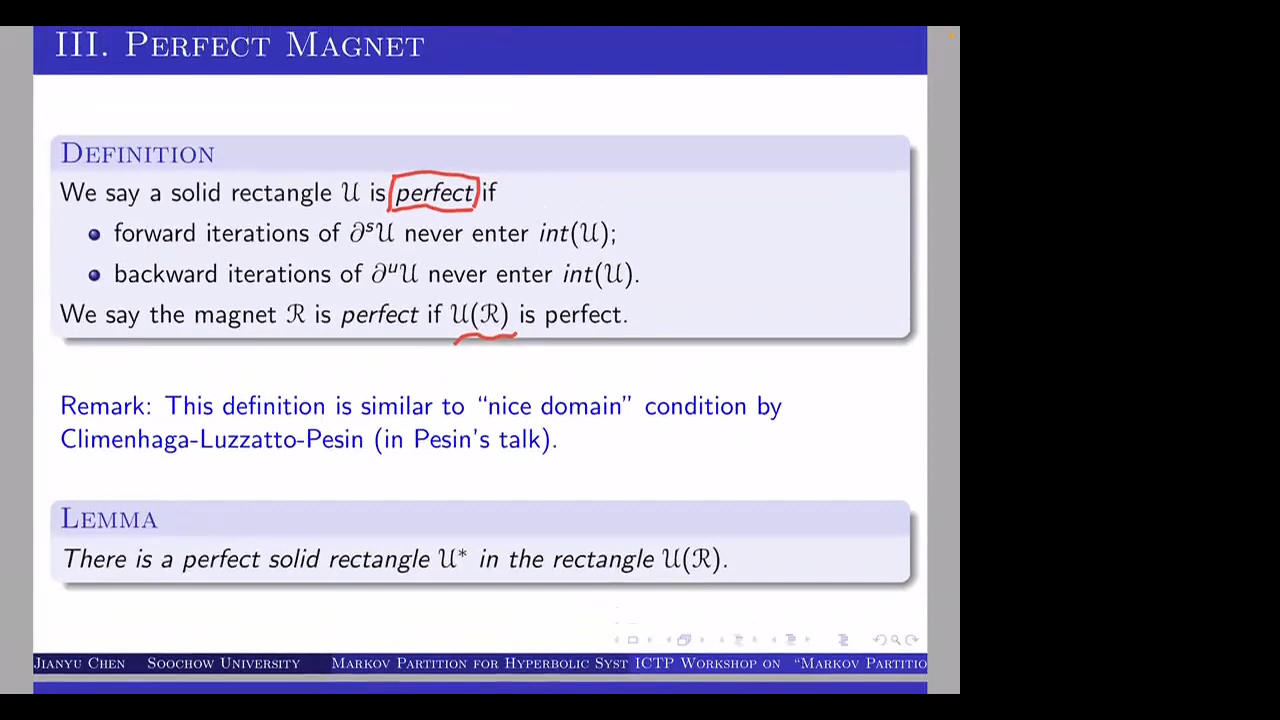 III. Perfect Magnet
Definition
We say a solid rectangle 𝒰 is perfect if
• forward iterations of ∂ˢ𝒰 never enter int(𝒰);
• backward iterations of ∂ᵘ𝒰 never enter int(𝒰).
We say the magnet ℛ is perfect if 𝒰(ℛ) is perfect.
Remark: This definition is similar to “nice domain” condition by
Climenhaga-Luzzatto-Pesin (in Pesin’s talk).
Lemma
There is a perfect solid rectangle 𝒰* in the rectangle 𝒰(ℛ).
Jianyu Chen Soochow University Markov Partition for Hyperbolic Syst ICTP Workshop on “Markov Partitio